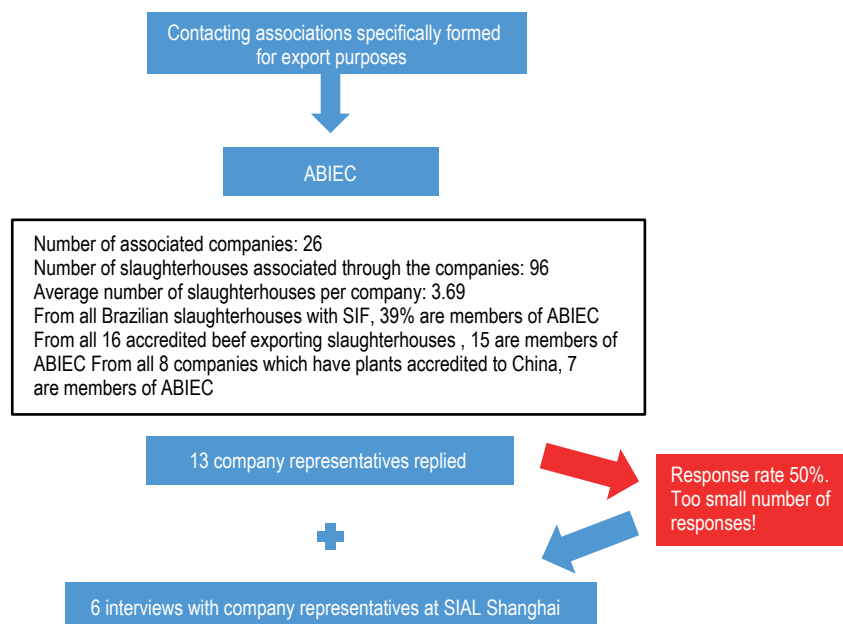 Contacting associations specifically formed
for export purposes
ABIEC
Number of associated companies: 26
Number of slaughterhouses associated through the companies: 96
Average number of slaughterhouses per company: 3.69
From all Brazilian slaughterhouses with SIF, 39% are members of ABIEC
From all 16 accredited beef exporting slaughterhouses , 15 are members of
ABIEC From all 8 companies which have plants accredited to China, 7
are members of ABIEC
13 company representatives replied
Response rate 50%.
Too small number of
responses!
6 interviews with company representatives at SIAL Shanghai